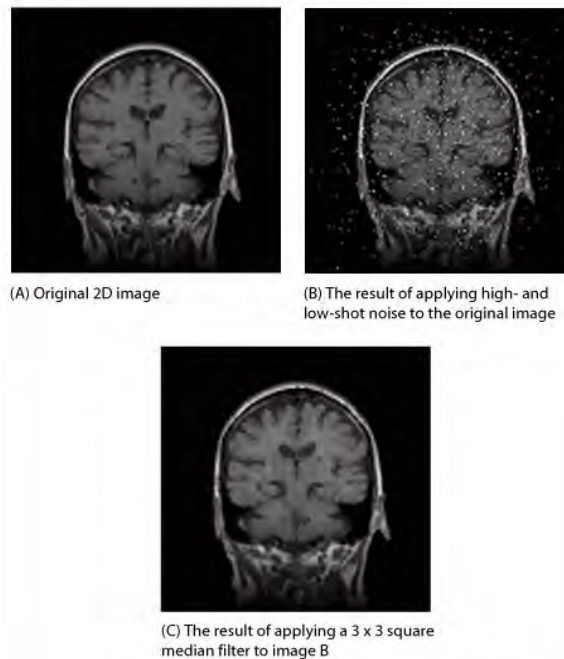 (A) Original 2D image
(B) The result of applying high- and
low-shot noise to the original image
(C) The result of applying a 3 x 3 square
median filter to image B